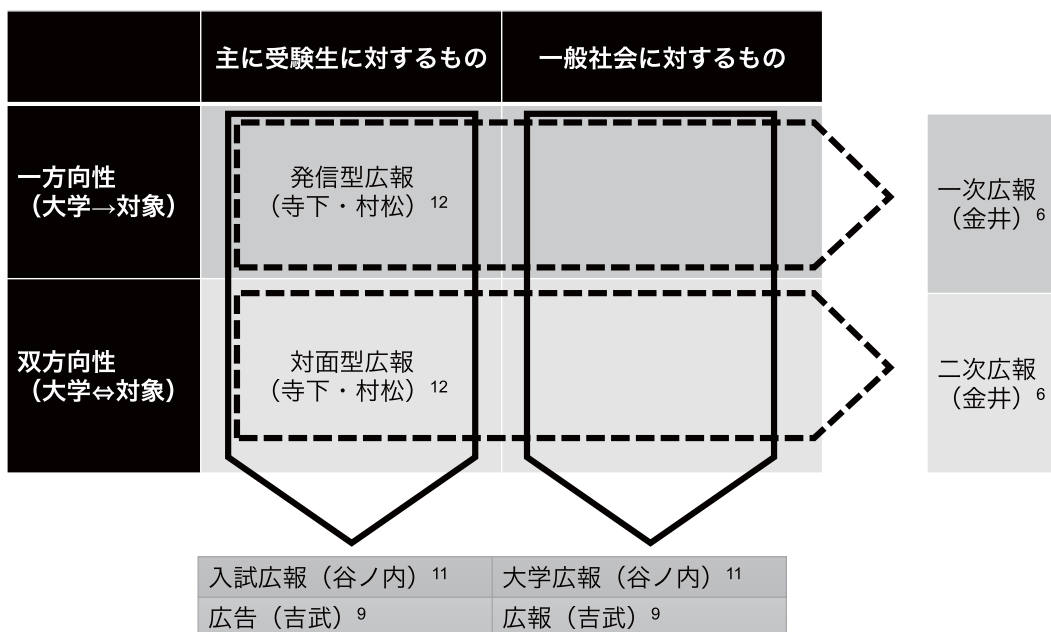 主に受験生に対するもの
一般社会に対するもの
一方向性
（大学→対象）
発信型広報
（寺下・村松）12
一次広報
（金井）6
双方向性
（大学⇔対象）
対面型広報
（寺下・村松）12
二次広報
（金井）6
入試広報（谷ノ内）11
大学広報（谷ノ内）11
広告（吉武）9
広報（吉武）9